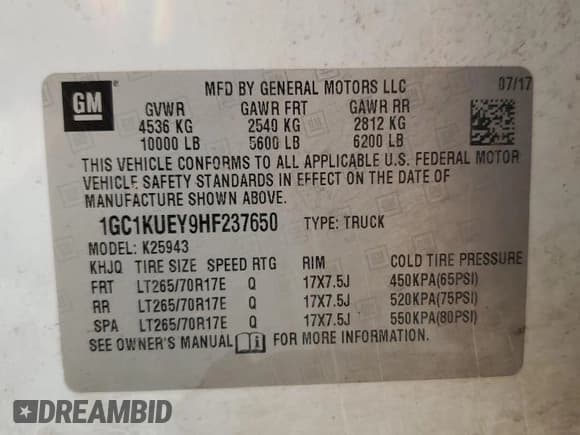 MFD BY GENERAL MOTORS LLC 07/17
GM
GVWR GAWR FRT GAWR RR
4536 KG 2540 KG 2812 KG
10000 LB 5600 LB 6200 LB
THIS VEHICLE CONFORMS TO ALL APPLICABLE U.S. FEDERAL MOTOR
VEHICLE SAFETY STANDARDS IN EFFECT ON THE DATE OF
MANUFACTURE SHOWN ABOVE.
1GC1KUEY9HF237650 TYPE: TRUCK
MODEL: K25943
KHJQ TIRE SIZE SPEED RTG RIM COLD TIRE PRESSURE
FRT LT265/70R17E Q 17X7.5J 450KPA(65PSI)
RR LT265/70R17E Q 17X7.5J 520KPA(75PSI)
SPA LT265/70R17E Q 17X7.5J 550KPA(80PSI)
SEE OWNER'S MANUAL i FOR MORE INFORMATION.
DREAMBID